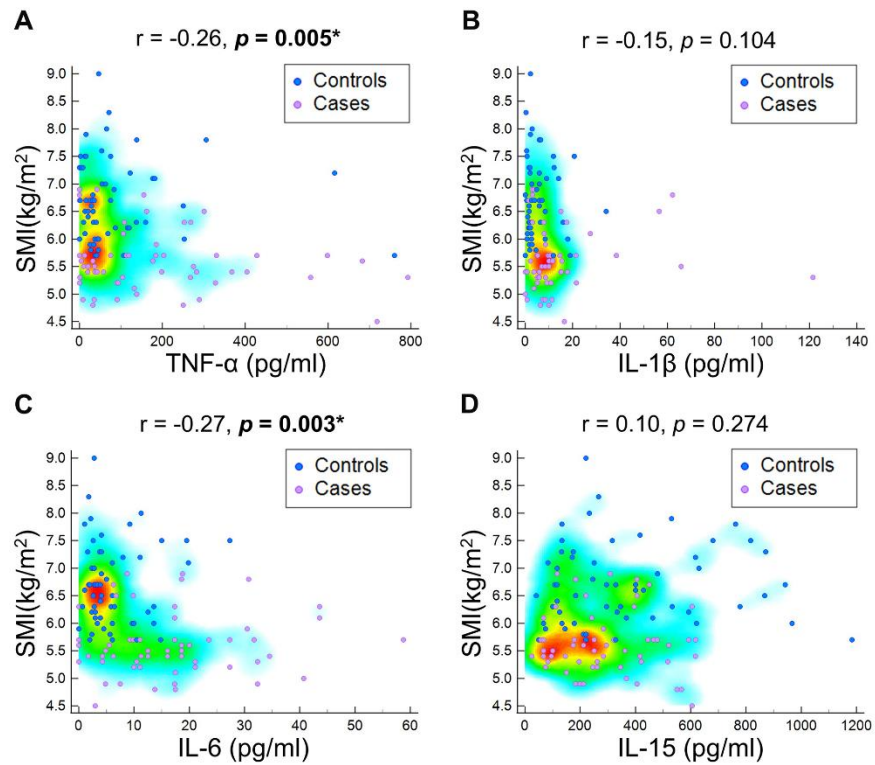 A
r = -0.26, p = 0.005*
Controls
Cases
SMI(kg/m²)
9.0
8.5
8.0
7.5
7.0
6.5
6.0
5.5
5.0
4.5
0 200 400 600 800
TNF-α (pg/ml)
B
r = -0.15, p = 0.104
Controls
Cases
SMI(kg/m²)
9.0
8.5
8.0
7.5
7.0
6.5
6.0
5.5
5.0
4.5
0 20 40 60 80 100 120 140
IL-1β (pg/ml)
C
r = -0.27, p = 0.003*
Controls
Cases
SMI(kg/m²)
9.0
8.5
8.0
7.5
7.0
6.5
6.0
5.5
5.0
4.5
0 10 20 30 40 50 60
IL-6 (pg/ml)
D
r = 0.10, p = 0.274
Controls
Cases
SMI(kg/m²)
9.0
8.5
8.0
7.5
7.0
6.5
6.0
5.5
5.0
4.5
0 200 400 600 800 1000 1200
IL-15 (pg/ml)